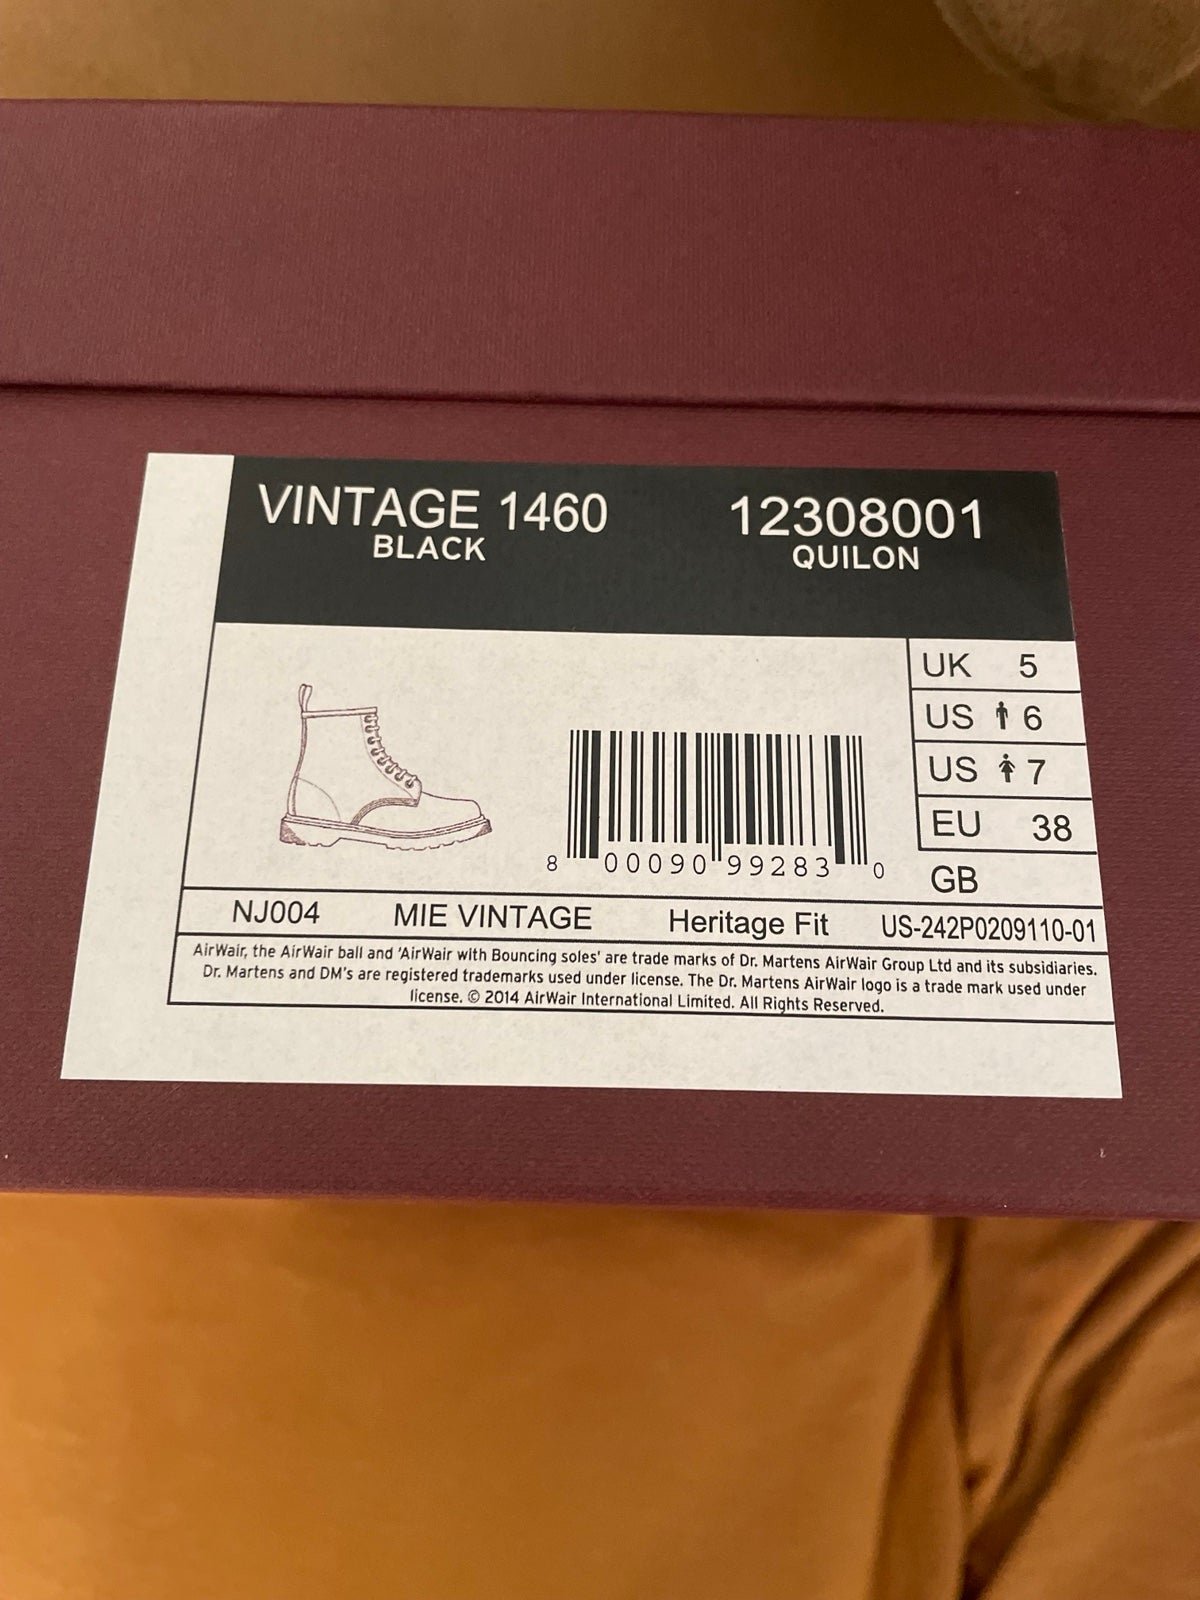 VINTAGE 1460 12308001
BLACK QUILON
UK 5
US 6
US 7
EU 38
GB
8 00090 99283 0
NJ004 MIE VINTAGE Heritage Fit US-242P0209110-01
AirWair, the AirWair ball and 'AirWair with Bouncing soles' are trade marks of Dr. Martens AirWair Group Ltd and its subsidiaries.
Dr. Martens and DM's are registered trademarks used under license. The Dr. Martens AirWair logo is a trade mark used under
license. © 2014 AirWair International Limited. All Rights Reserved.